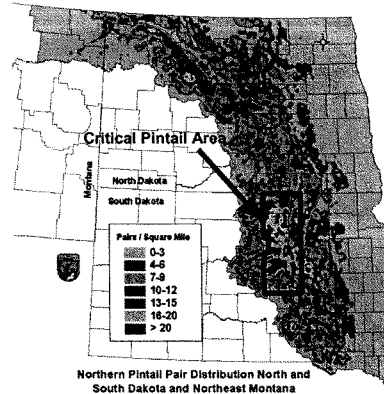 Critical Pintail Area
Montana
North Dakota
South Dakota
Pairs / Square Mile
0-3
4-6
7-9
10-12
13-15
16-20
> 20
Northern Pintail Pair Distribution North and
South Dakota and Northeast Montana